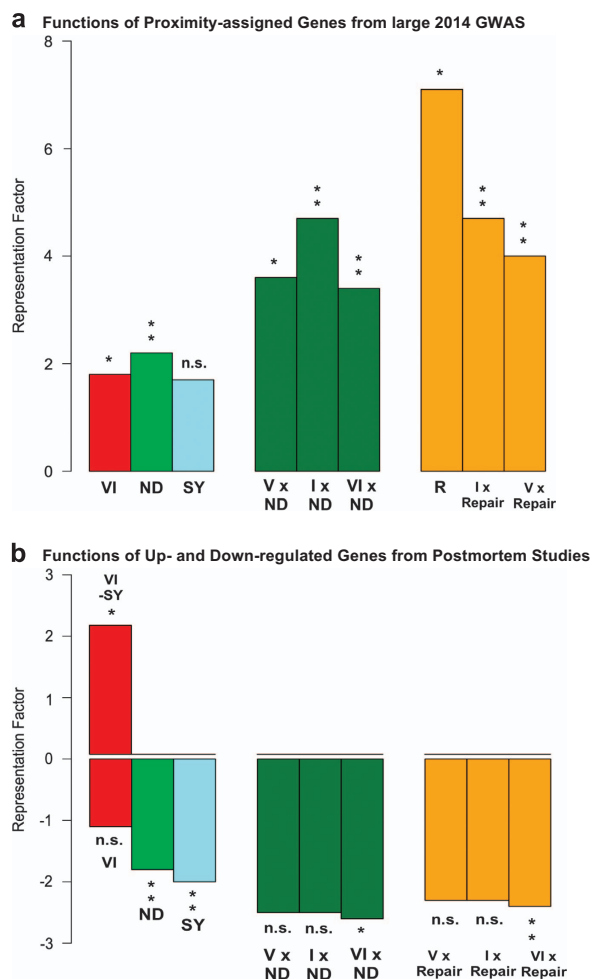 a Functions of Proximity-assigned Genes from large 2014 GWAS
8
6
4
2
0
Representation Factor
*
* *
n.s.
*
* *
* *
*
* *
* *
VI ND SY
V x ND
I x ND
VI x ND
R
I x Repair
V x Repair
b Functions of Up- and Down-regulated Genes from Postmortem Studies
3
2
1
0
-1
-2
-3
Representation Factor
VI
-SY
*
n.s.
VI
* *
ND
* *
SY
n.s.
n.s.
*
V x ND
I x ND
VI x ND
n.s.
n.s.
* *
V x Repair
I x Repair
VI x Repair